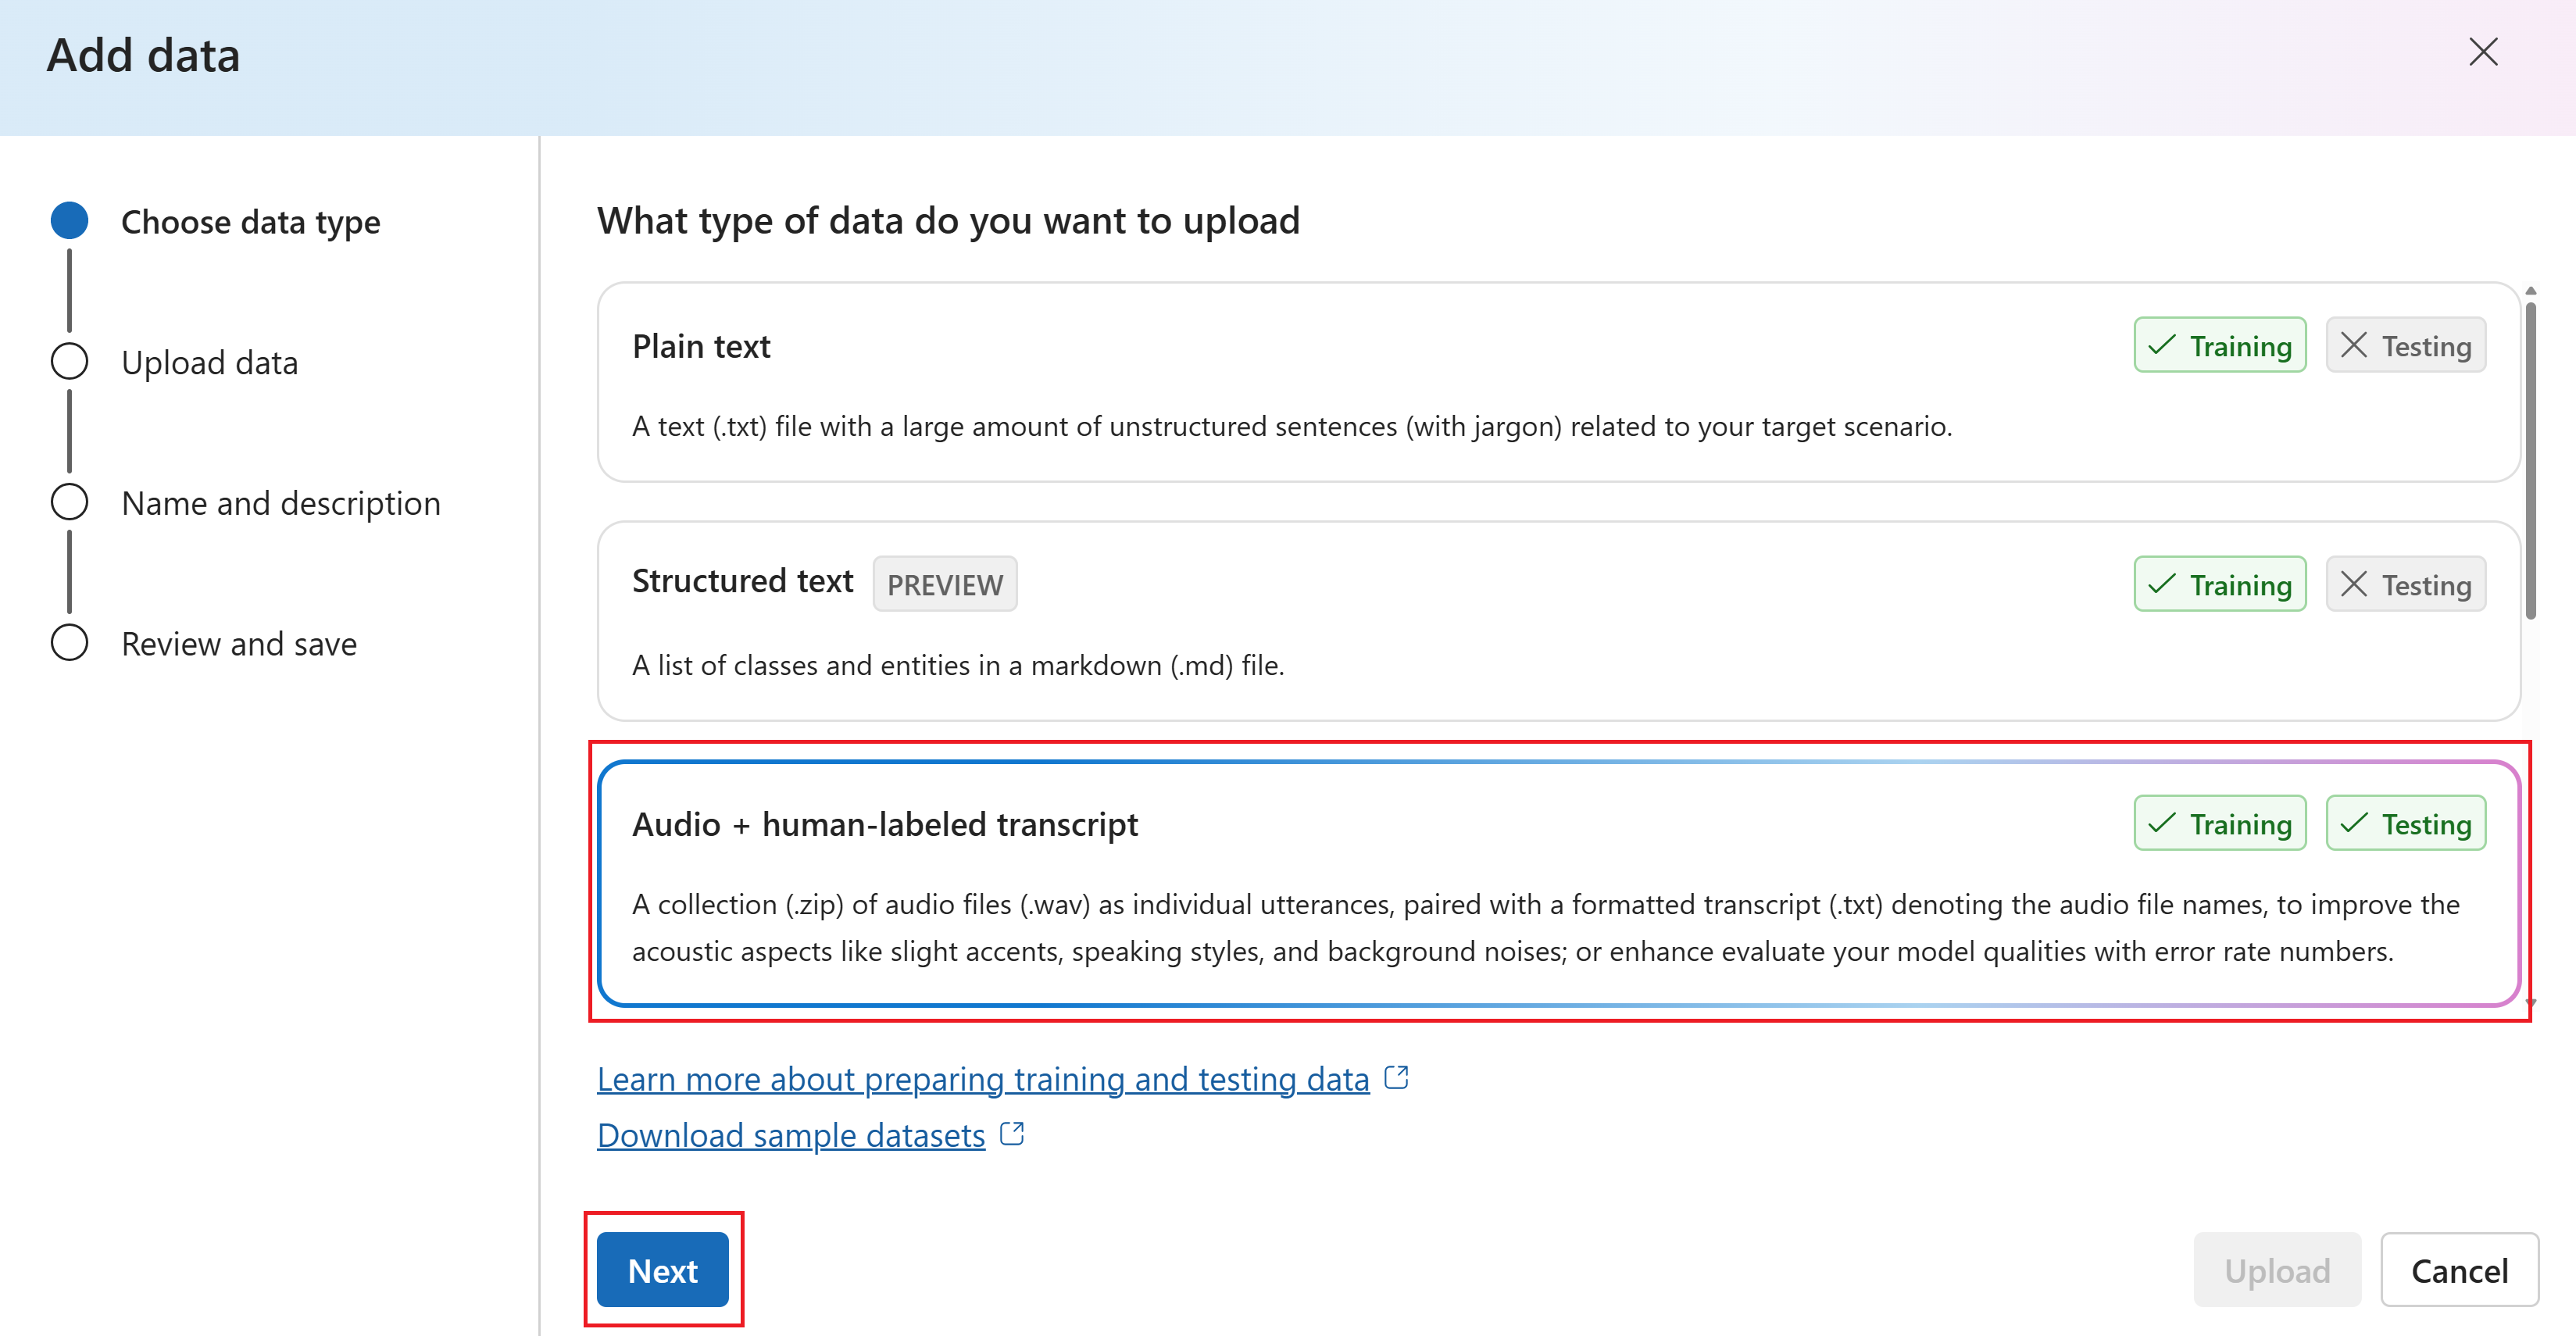 Add data
Choose data type
Upload data
Name and description
Review and save
What type of data do you want to upload
Plain text
Training
Testing
A text (.txt) file with a large amount of unstructured sentences (with jargon) related to your target scenario.
Structured text PREVIEW
Training
Testing
A list of classes and entities in a markdown (.md) file.
Audio + human-labeled transcript
Training
Testing
A collection (.zip) of audio files (.wav) as individual utterances, paired with a formatted transcript (.txt) denoting the audio file names, to improve the
acoustic aspects like slight accents, speaking styles, and background noises; or enhance evaluate your model qualities with error rate numbers.
Learn more about preparing training and testing data
Download sample datasets
Next
Upload
Cancel